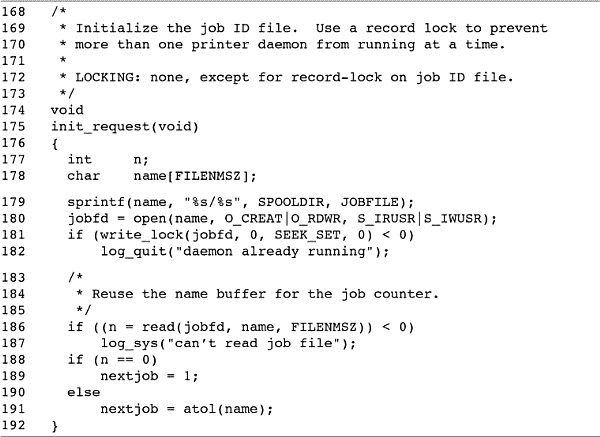 168 /*
169  * Initialize the job ID file.  Use a record lock to prevent
170  * more than one printer daemon from running at a time.
171  *
172  * LOCKING: none, except for record-lock on job ID file.
173  */
174 void
175 init_request(void)
176 {
177   int     n;
178   char    name[FILENMSZ];
179   sprintf(name, "%s/%s", SPOOLDIR, JOBFILE);
180   jobfd = open(name, O_CREAT|O_RDWR, S_IRUSR|S_IWUSR);
181   if (write_lock(jobfd, 0, SEEK_SET, 0) < 0)
182       log_quit("daemon already running");
183   /*
184    * Reuse the name buffer for the job counter.
185    */
186   if ((n = read(jobfd, name, FILENMSZ)) < 0)
187       log_sys("can't read job file");
188   if (n == 0)
189       nextjob = 1;
190   else
191       nextjob = atol(name);
192 }